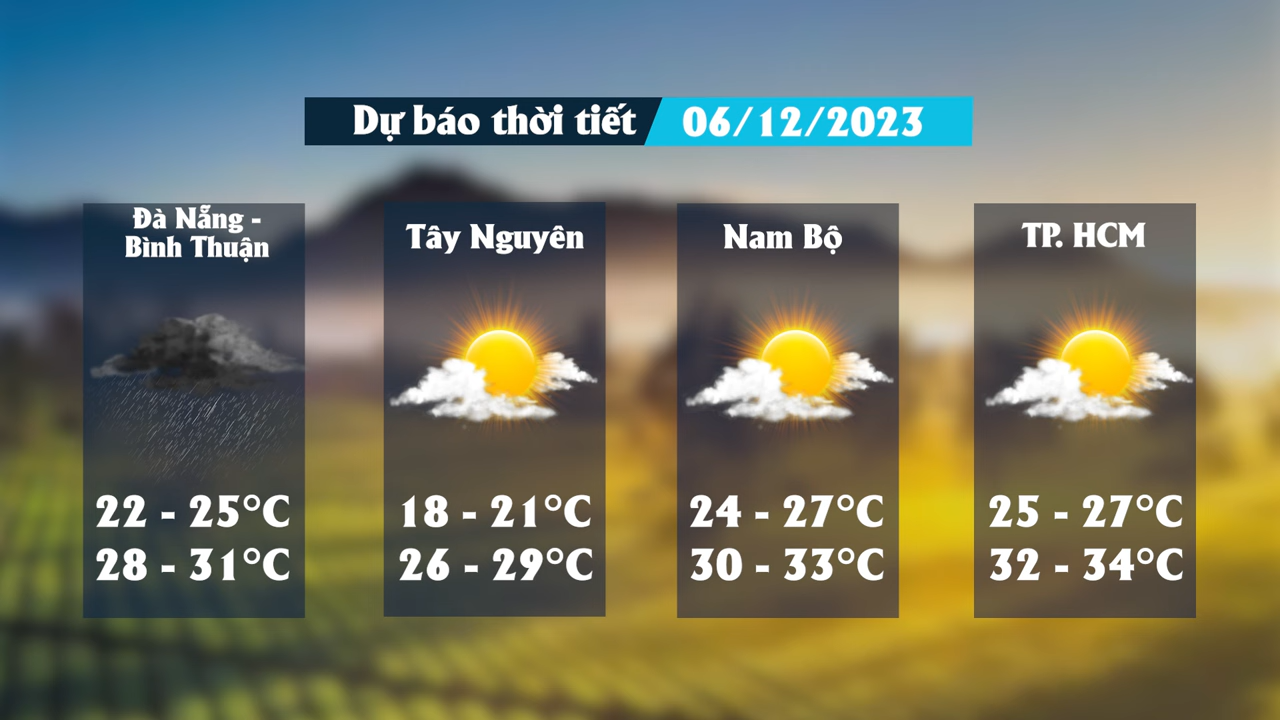 Dự báo thời tiết 06/12/2023
Đà Nẵng -
Bình Thuận
22 - 25°C
28 - 31°C
Tây Nguyên
18 - 21°C
26 - 29°C
Nam Bộ
24 - 27°C
30 - 33°C
TP. HCM
25 - 27°C
32 - 34°C